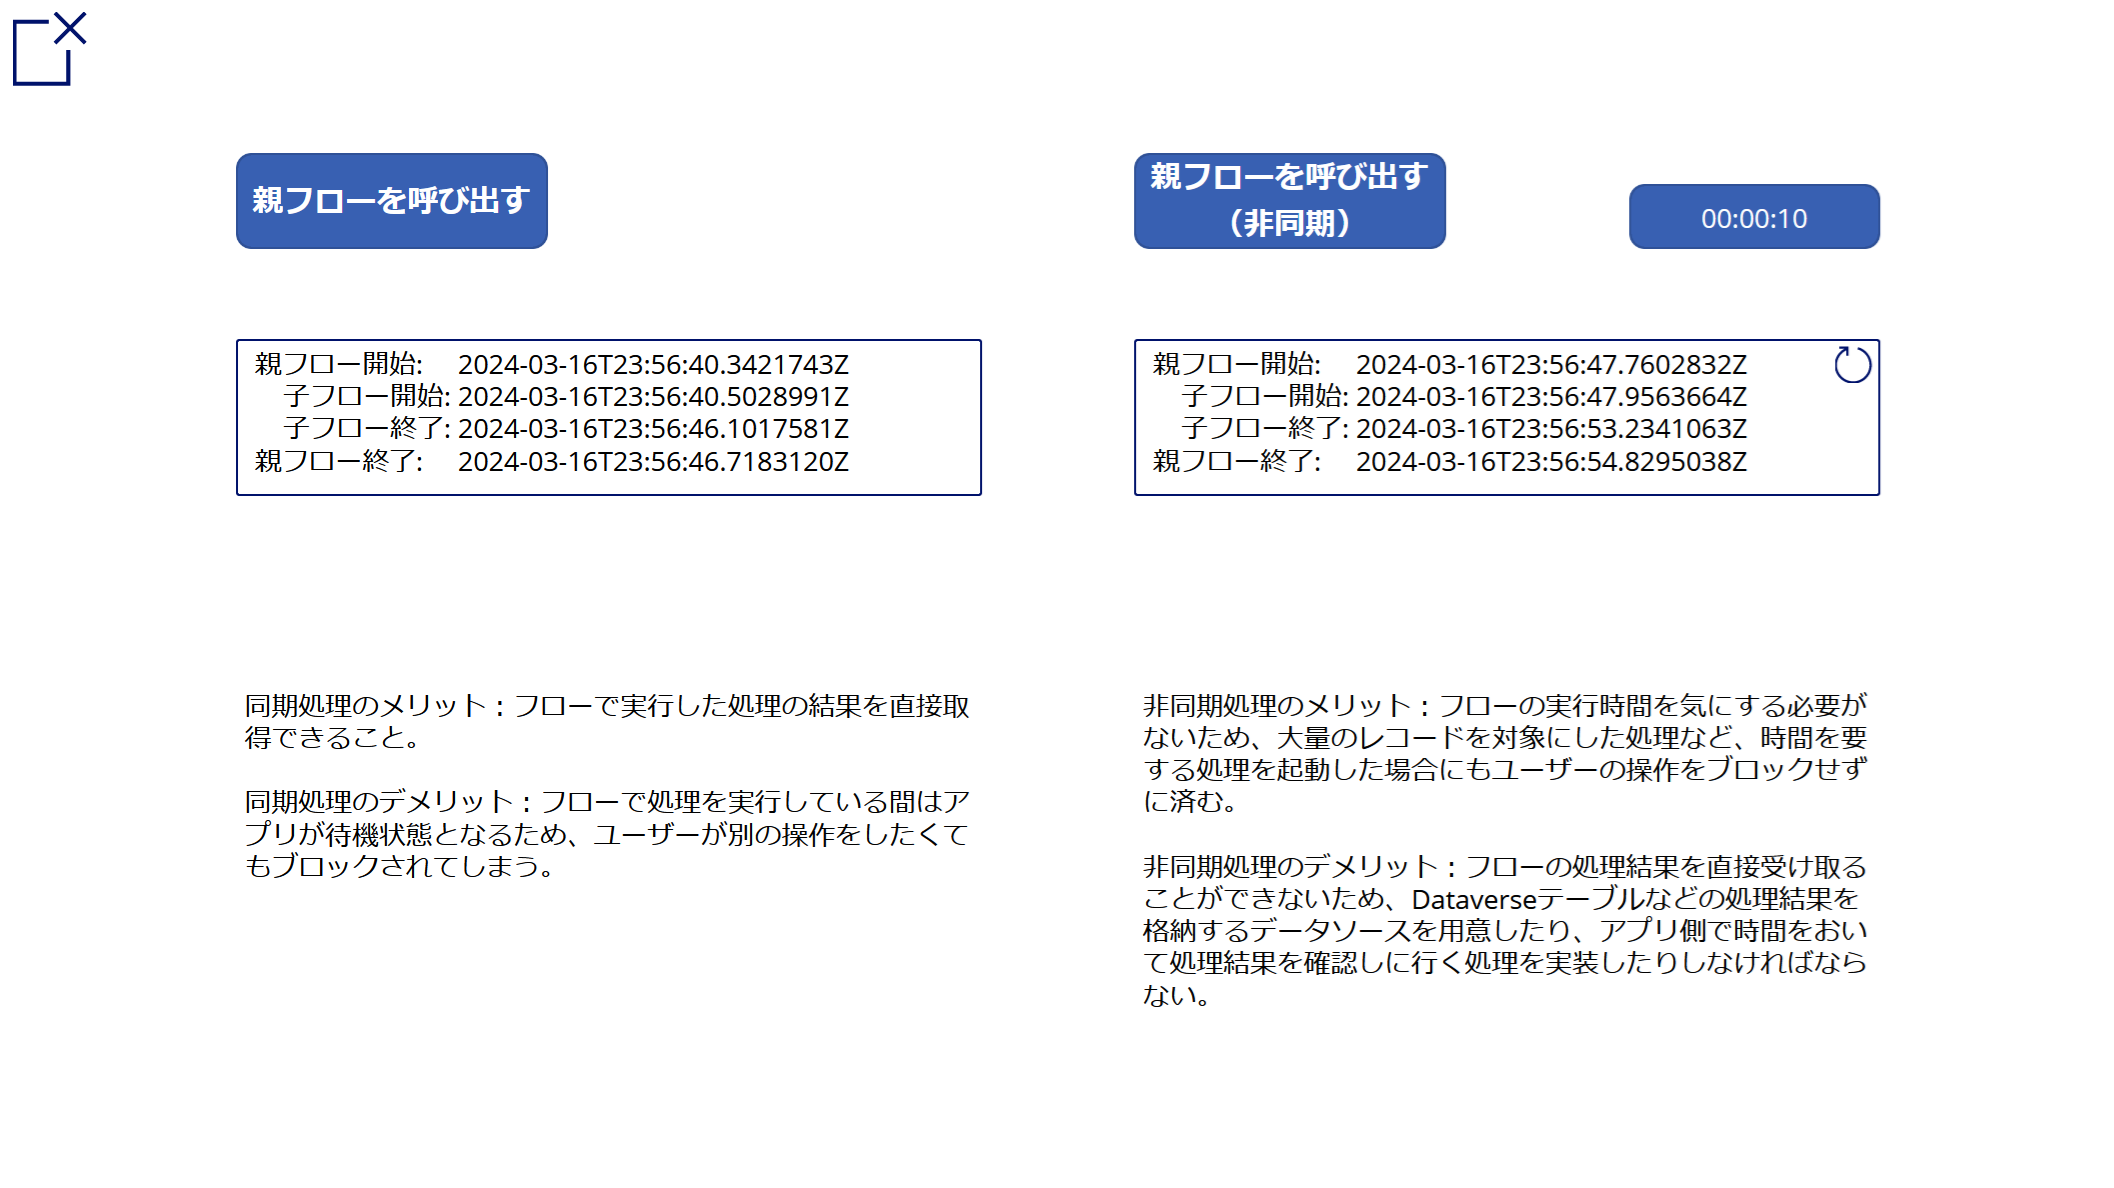 親フローを呼び出す
親フローを呼び出す
（非同期）
00:00:10
親フロー開始: 2024-03-16T23:56:40.3421743Z
子フロー開始: 2024-03-16T23:56:40.5028991Z
子フロー終了: 2024-03-16T23:56:46.1017581Z
親フロー終了: 2024-03-16T23:56:46.7183120Z
親フロー開始: 2024-03-16T23:56:47.7602832Z
子フロー開始: 2024-03-16T23:56:47.9563664Z
子フロー終了: 2024-03-16T23:56:53.2341063Z
親フロー終了: 2024-03-16T23:56:54.8295038Z
同期処理のメリット：フローで実行した処理の結果を直接取
得できること。
同期処理のデメリット：フローで処理を実行している間はア
プリが待機状態となるため、ユーザーが別の操作をしたくて
もブロックされてしまう。
非同期処理のメリット：フローの実行時間を気にする必要が
ないため、大量のレコードを対象にした処理など、時間を要
する処理を起動した場合にもユーザーの操作をブロックせず
に済む。
非同期処理のデメリット：フローの処理結果を直接受け取る
ことができないため、Dataverseテーブルなどの処理結果を
格納するデータソースを用意したり、アプリ側で時間をおい
て処理結果を確認しに行く処理を実装したりしなければなら
ない。